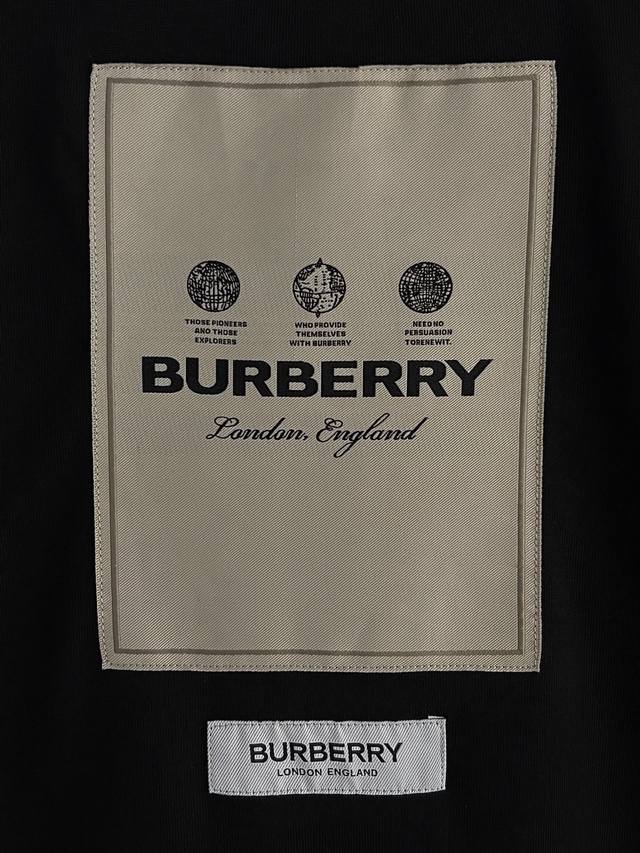 THOSE PIONEERS
AND THOSE
EXPLORERS
WHO PROVIDE
THEMSELVES
WITH BURBERRY
NEED NO
PERSUASION
TORENEWIT.
BURBERRY
London, England
BURBERRY
LONDON ENGLAND